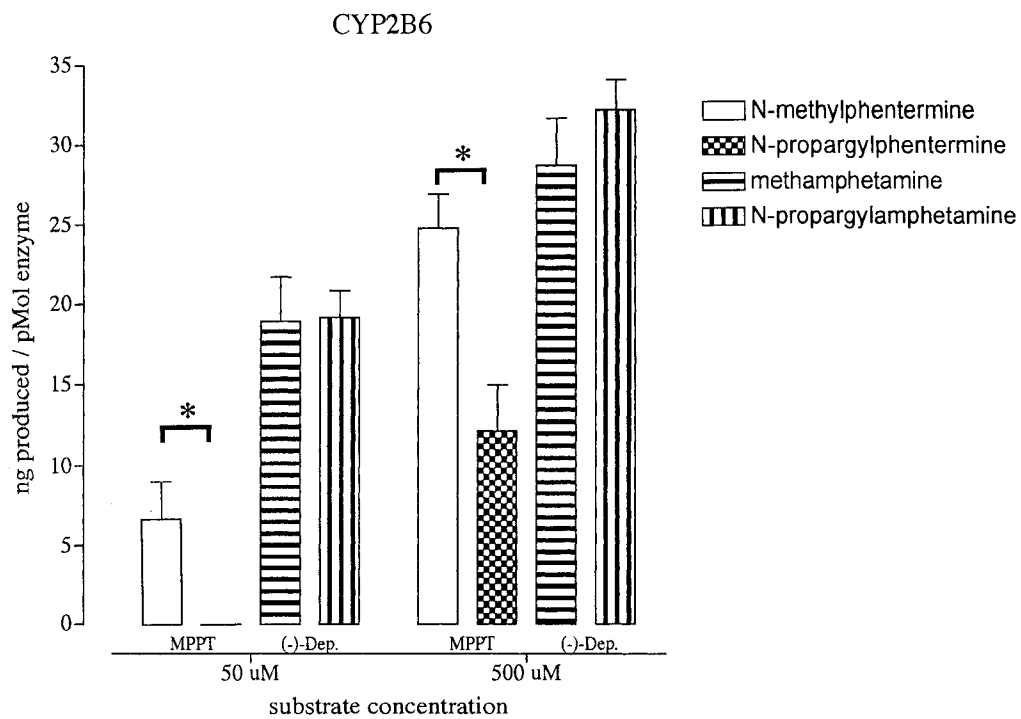 CYP2B6
35
30
25
20
15
10
5
0
ng produced / pMol enzyme
*
*
N-methylphentermine
N-propargylphentermine
methamphetamine
N-propargylamphetamine
MPPT (-)-Dep. MPPT (-)-Dep.
50 uM 500 uM
substrate concentration